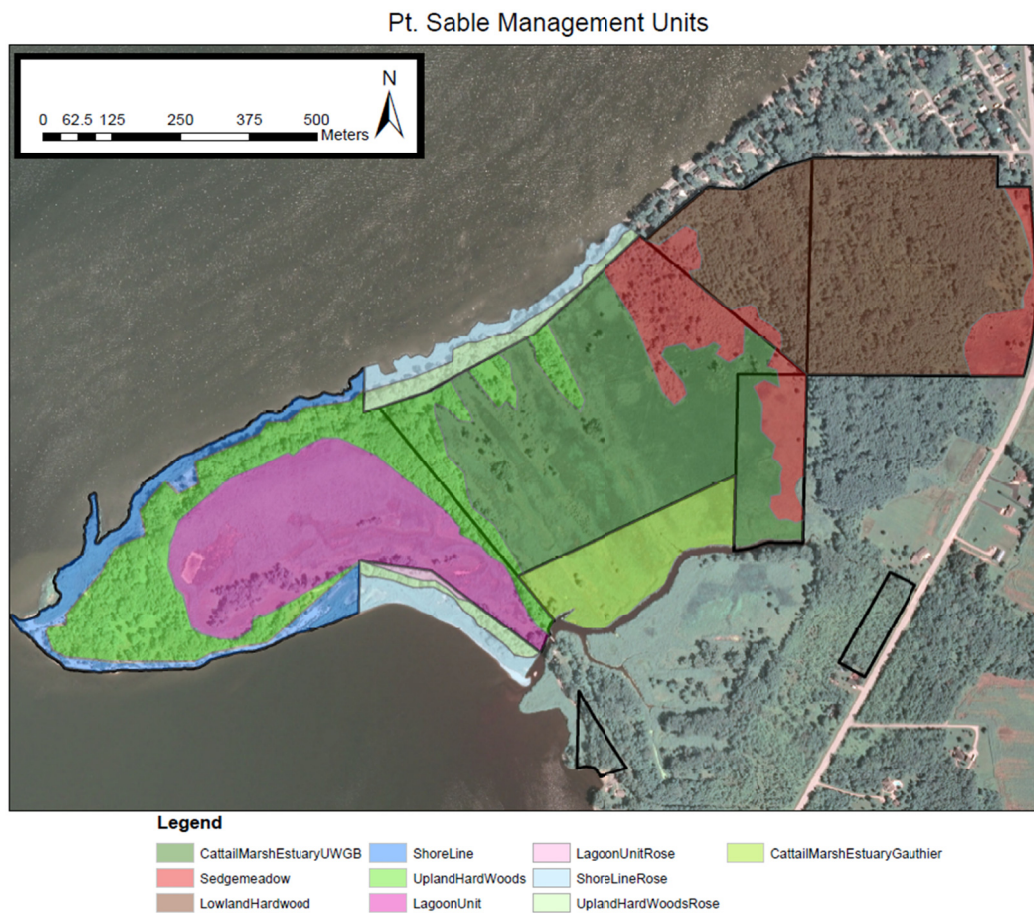 Pt. Sable Management Units
N
0 62.5 125 250 375 500
Meters
Legend
CattailMarshEstuaryUWGB
ShoreLine
LagoonUnitRose
CattailMarshEstuaryGauthier
Sedgemeadow
UplandHardWoods
ShoreLineRose
LowlandHardwood
LagoonUnit
UplandHardWoodsRose